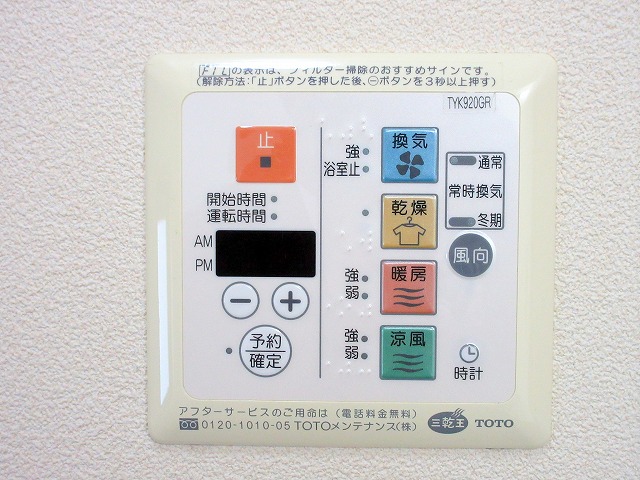 「FIL」の表示は、フィルター掃除のおすすめサインです。
(解除方法:「止」ボタンを押した後、⊖ボタンを3秒以上押す)
TYK920GR
止
開始時間
運転時間
AM
PM
−
+
予約
確定
強
浴室止
換気
乾燥
強
弱
暖房
強
弱
涼風
通常
常時換気
冬期
風向
時計
アフターサービスのご用命は(電話料金無料)
0120-1010-05 TOTOメンテナンス(株)
三乾王
TOTO